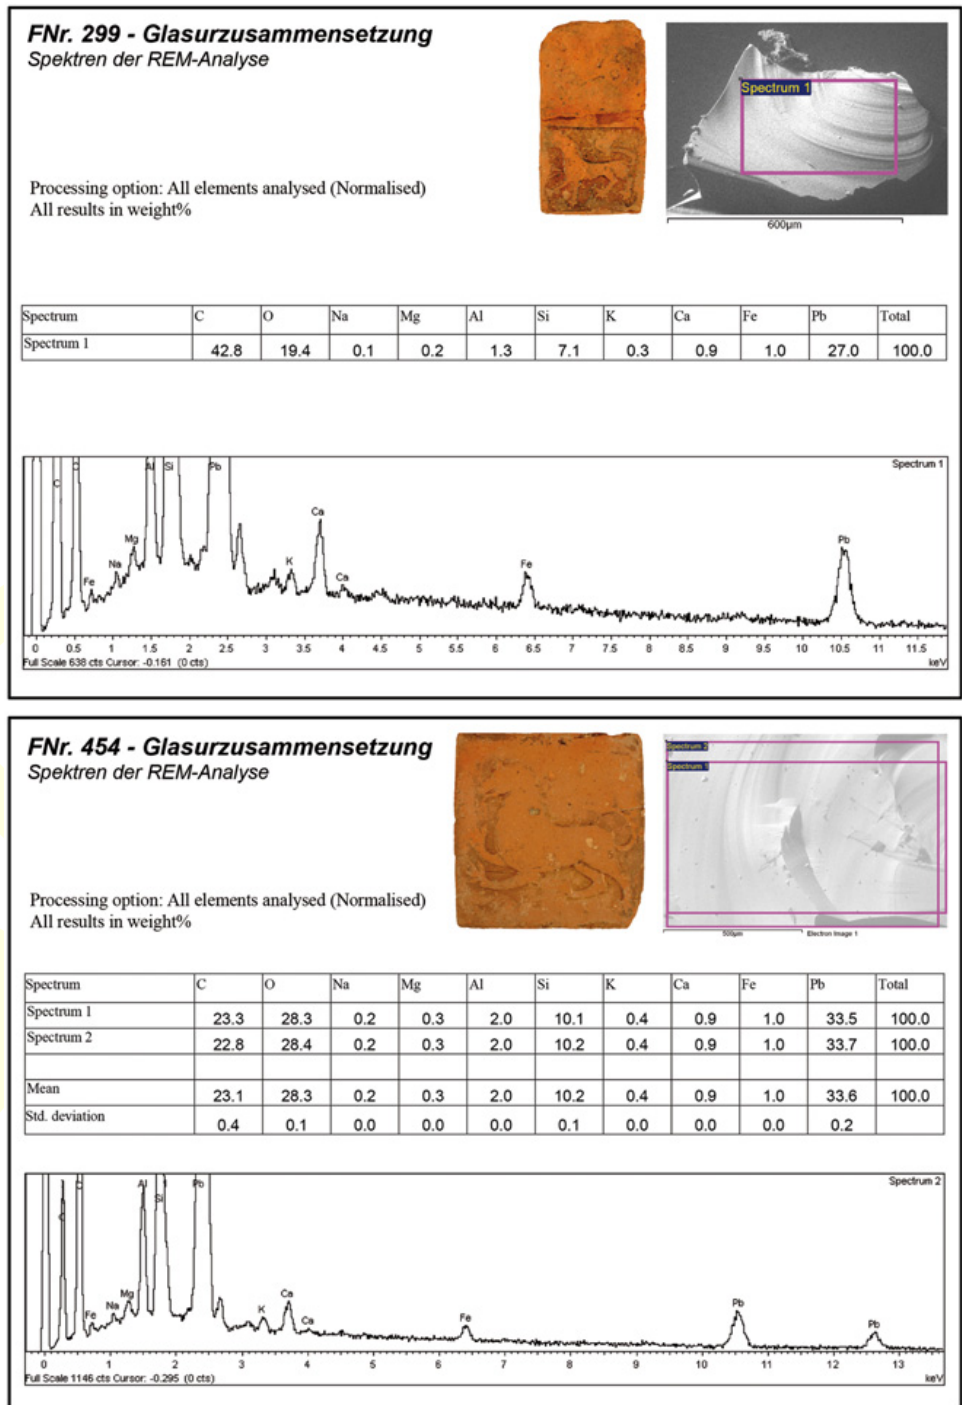 FNr. 299 - Glasurzusammensetzung
Spektren der REM-Analyse
Spectrum 1
Processing option: All elements analysed (Normalised)
All results in weight%
600µm
Spectrum C O Na Mg Al Si K Ca Fe Pb Total
Spectrum 1 42.8 19.4 0.1 0.2 1.3 7.1 0.3 0.9 1.0 27.0 100.0
Spectrum 1
C O Fe Na Mg Al Si Pb K Ca Ca Fe Pb
0 0.5 1 1.5 2 2.5 3 3.5 4 4.5 5 5.5 6 6.5 7 7.5 8 8.5 9 9.5 10 10.5 11 11.5
Full Scale 638 cts Cursor: -0.161 (0 cts) keV
FNr. 454 - Glasurzusammensetzung
Spektren der REM-Analyse
Spectrum 2
Spectrum 1
Processing option: All elements analysed (Normalised)
All results in weight%
500µm Electron Image 1
Spectrum C O Na Mg Al Si K Ca Fe Pb Total
Spectrum 1 23.3 28.3 0.2 0.3 2.0 10.1 0.4 0.9 1.0 33.5 100.0
Spectrum 2 22.8 28.4 0.2 0.3 2.0 10.2 0.4 0.9 1.0 33.7 100.0
Mean 23.1 28.3 0.2 0.3 2.0 10.2 0.4 0.9 1.0 33.6 100.0
Std. deviation 0.4 0.1 0.0 0.0 0.0 0.1 0.0 0.0 0.0 0.2
Spectrum 2
C O Fe Na Mg Al Si Pb K Ca Ca Fe Pb Pb
0 1 2 3 4 5 6 7 8 9 10 11 12 13
Full Scale 1146 cts Cursor: -0.295 (0 cts) keV